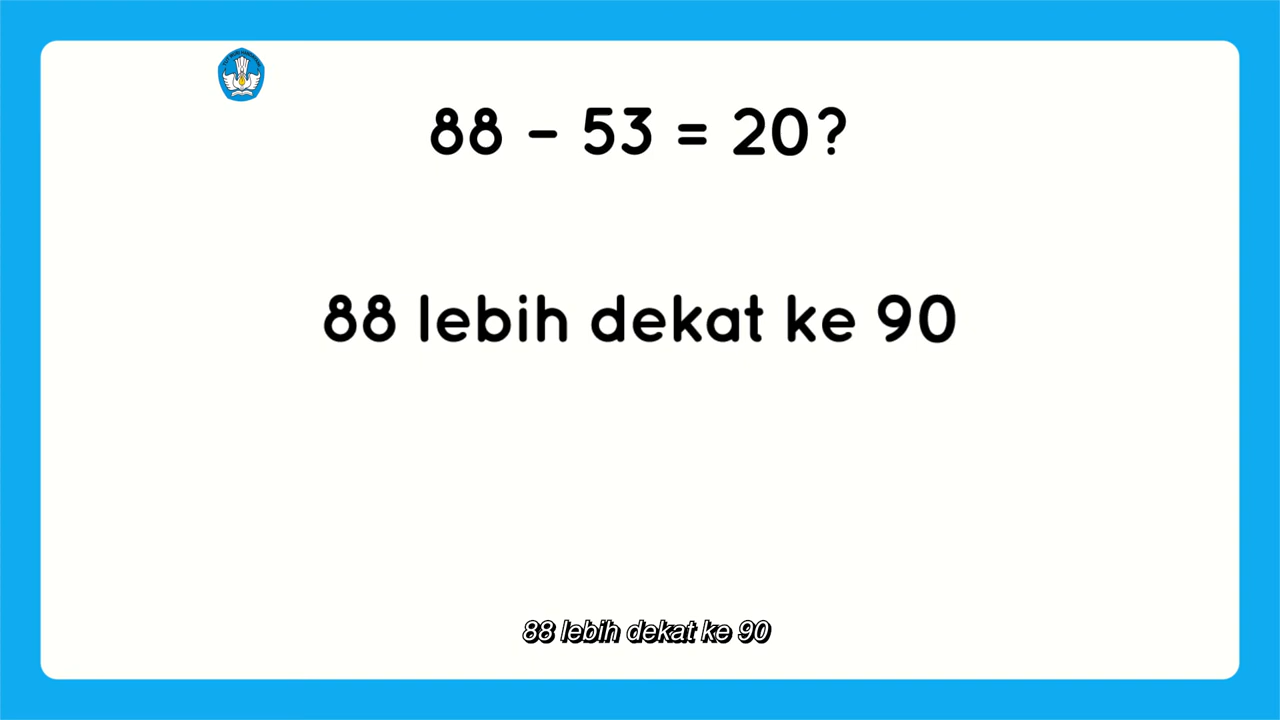 88 – 53 = 20?
88 lebih dekat ke 90
88 lebih dekat ke 90